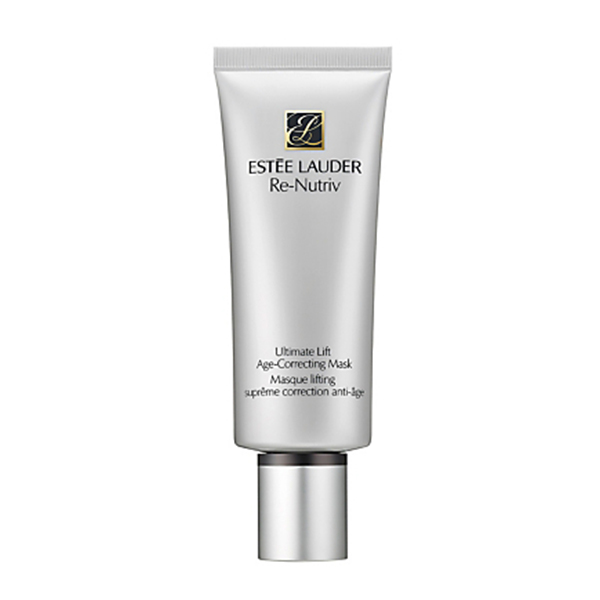 ESTĒE LAUDER
Re-Nutriv
Ultimate Lift
Age-Correcting Mask
Masque lifting
suprême correction anti-âge